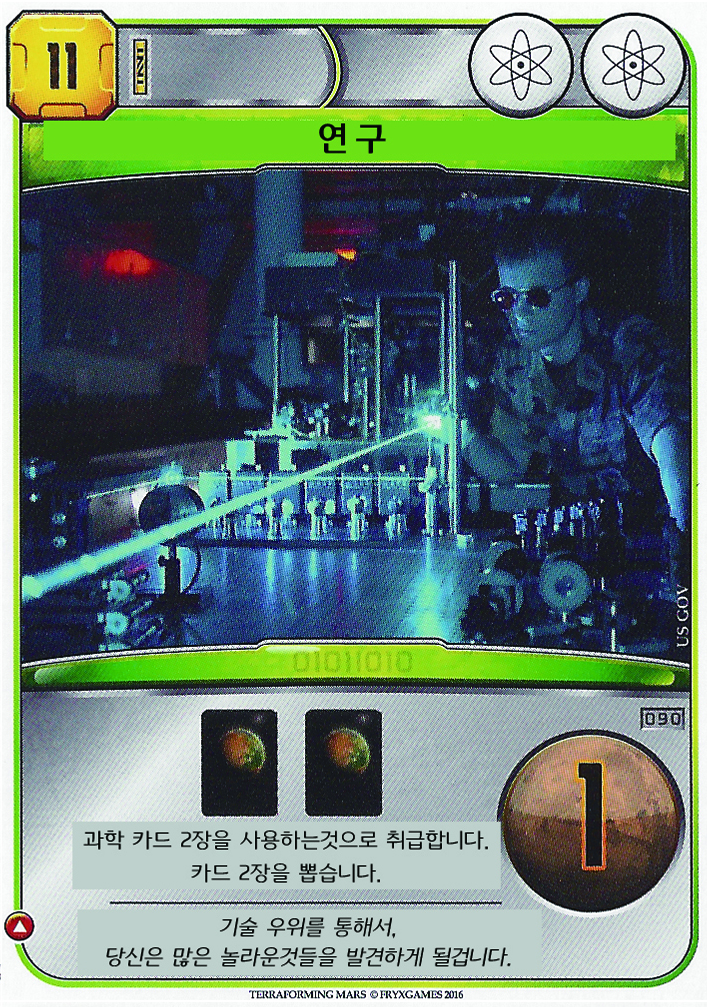 11
연구
US GOV
01011010
090
1
과학 카드 2장을 사용하는것으로 취급합니다.
카드 2장을 뽑습니다.
기술 우위를 통해서,
당신은 많은 놀라운것들을 발견하게 될겁니다.
TERRAFORMING MARS © FRYXGAMES 2016